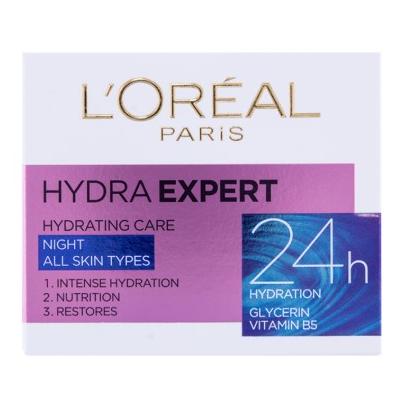 L'ORÉAL
PARIS
HYDRA EXPERT
HYDRATING CARE
NIGHT
ALL SKIN TYPES
1. INTENSE HYDRATION
2. NUTRITION
3. RESTORES
24h
HYDRATION
GLYCERIN
VITAMIN B5